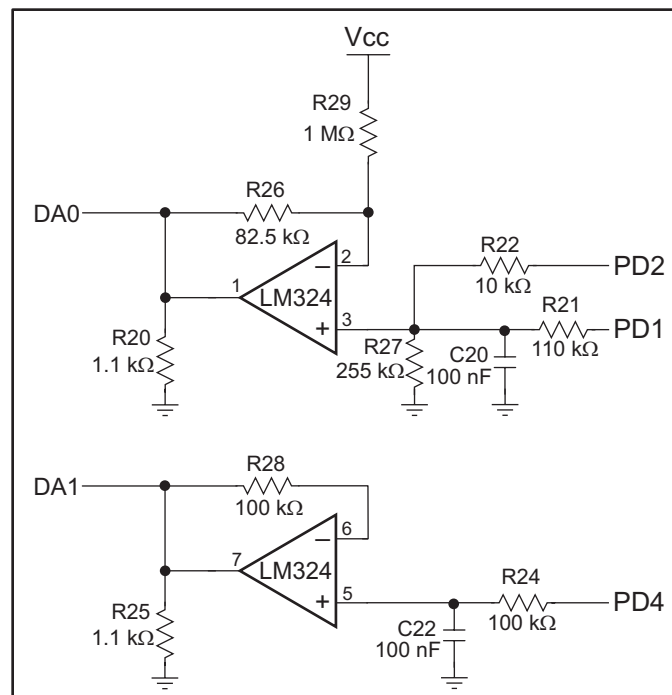 Vcc
R29
1 MΩ
DA0
R26
82.5 kΩ
2
1
LM324
3
R22
10 kΩ
PD2
R21
110 kΩ
PD1
R20
1.1 kΩ
R27
255 kΩ
C20
100 nF
DA1
R28
100 kΩ
6
7
LM324
5
R24
100 kΩ
PD4
R25
1.1 kΩ
C22
100 nF